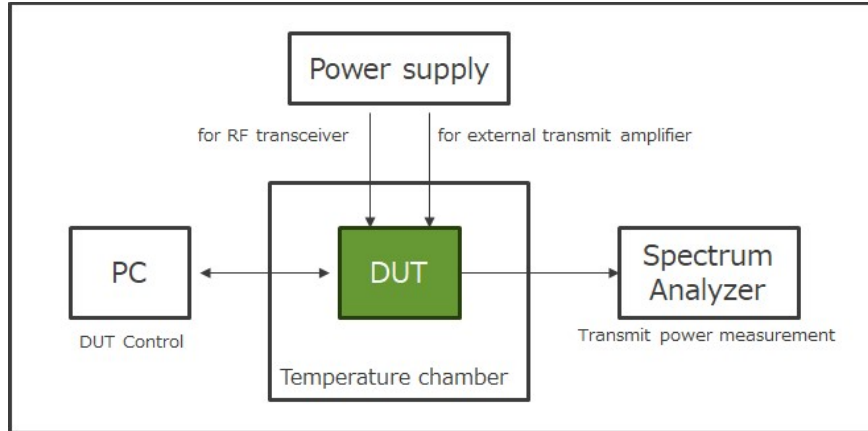 Power supply
for RF transceiver
for external transmit amplifier
PC
DUT
Spectrum
Analyzer
DUT Control
Transmit power measurement
Temperature chamber